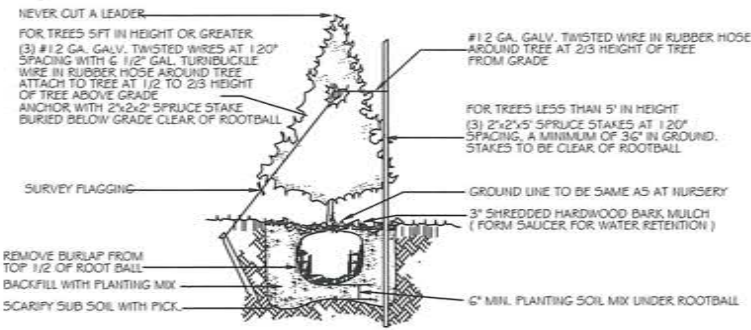 NEVER CUT A LEADER
FOR TREES 5FT IN HEIGHT OR GREATER
(3) #12 GA. GALV. TWISTED WIRES AT 120°
SPACING WITH 6 1/2" GAL. TURNBUCKLE
WIRE IN RUBBER HOSE AROUND TREE
ATTACH TO TREE AT 1/2 TO 2/3 HEIGHT
OF TREE ABOVE GRADE
ANCHOR WITH 2"x2x2' SPRUCE STAKE
BURIED BELOW GRADE CLEAR OF ROOTBALL
SURVEY FLAGGING
REMOVE BURLAP FROM
TOP 1/2 OF ROOT BALL
BACKFILL WITH PLANTING MIX
SCARIFY SUB SOIL WITH PICK
#12 GA. GALV. TWISTED WIRE IN RUBBER HOSE
AROUND TREE AT 2/3 HEIGHT OF TREE
FROM GRADE
FOR TREES LESS THAN 5' IN HEIGHT
(3) 2"x2"x5' SPRUCE STAKES AT 120°
SPACING, A MINIMUM OF 36" IN GROUND.
STAKES TO BE CLEAR OF ROOTBALL
GROUND LINE TO BE SAME AS AT NURSERY
3" SHREDDED HARDWOOD BARK MULCH
( FORM SAUCER FOR WATER RETENTION )
6" MIN. PLANTING SOIL MIX UNDER ROOTBALL